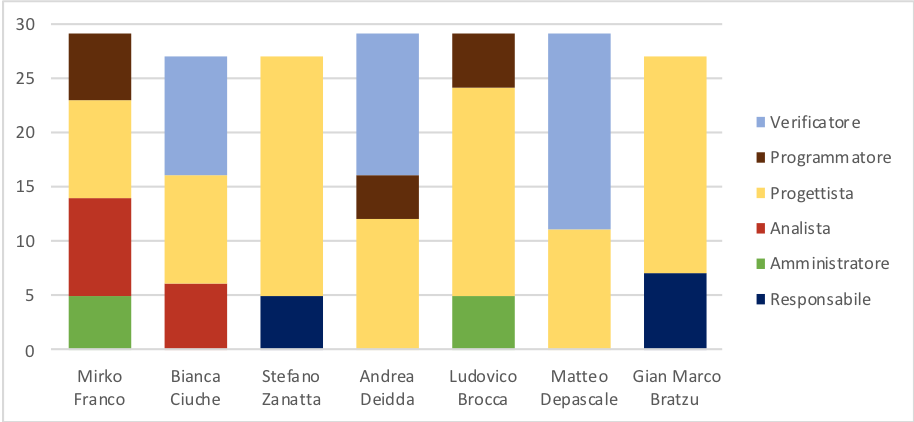 30
25
20
15
10
5
0
Mirko Franco
Bianca Ciuche
Stefano Zanatta
Andrea Deidda
Ludovico Brocca
Matteo Depascale
Gian Marco Bratzu
Verificatore
Programmatore
Progettista
Analista
Amministratore
Responsabile